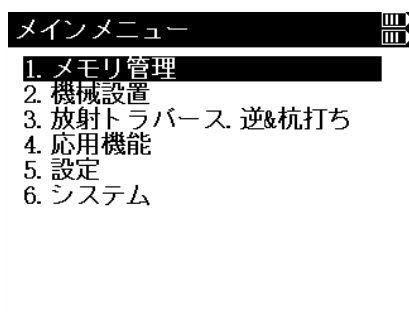 メインメニュー
1. メモリ管理
2. 機械設置
3. 放射トラバース. 逆&杭打ち
4. 応用機能
5. 設定
6. システム